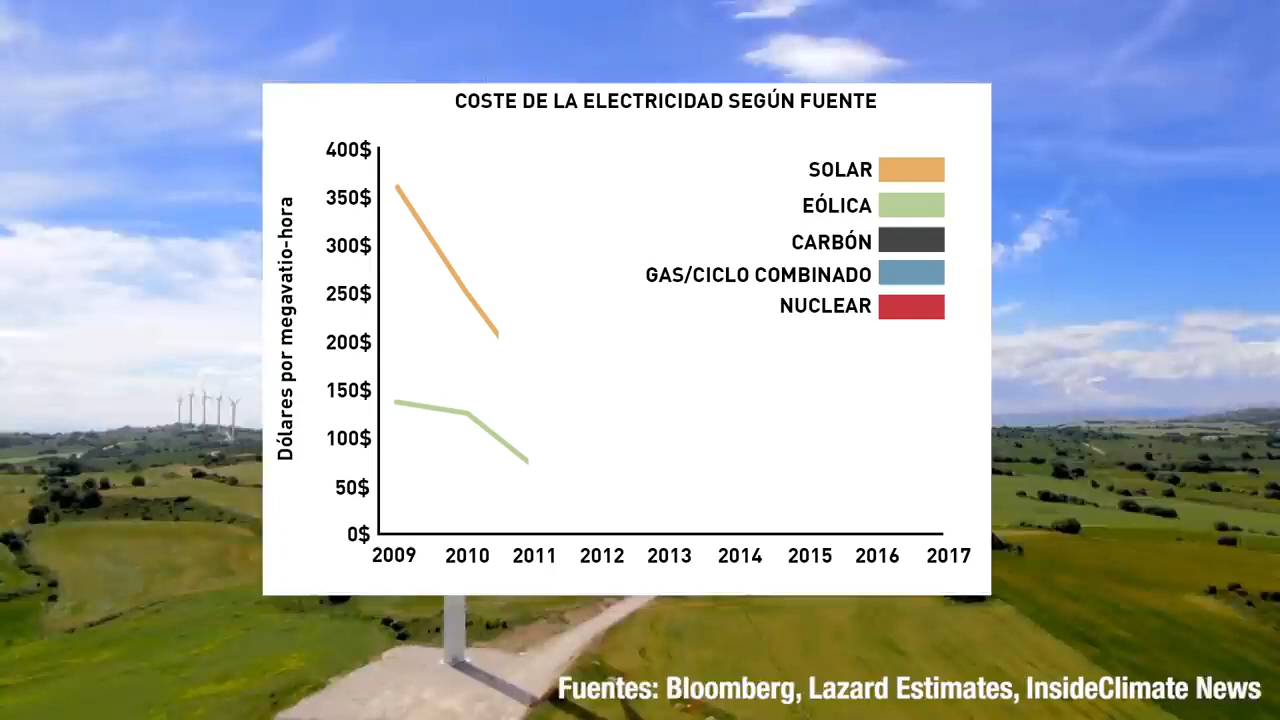 COSTE DE LA ELECTRICIDAD SEGÚN FUENTE
Dólares por megavatio-hora
400$
350$
300$
250$
200$
150$
100$
50$
0$
SOLAR
EÓLICA
CARBÓN
GAS/CICLO COMBINADO
NUCLEAR
2009 2010 2011 2012 2013 2014 2015 2016 2017
Fuentes: Bloomberg, Lazard Estimates, InsideClimate News